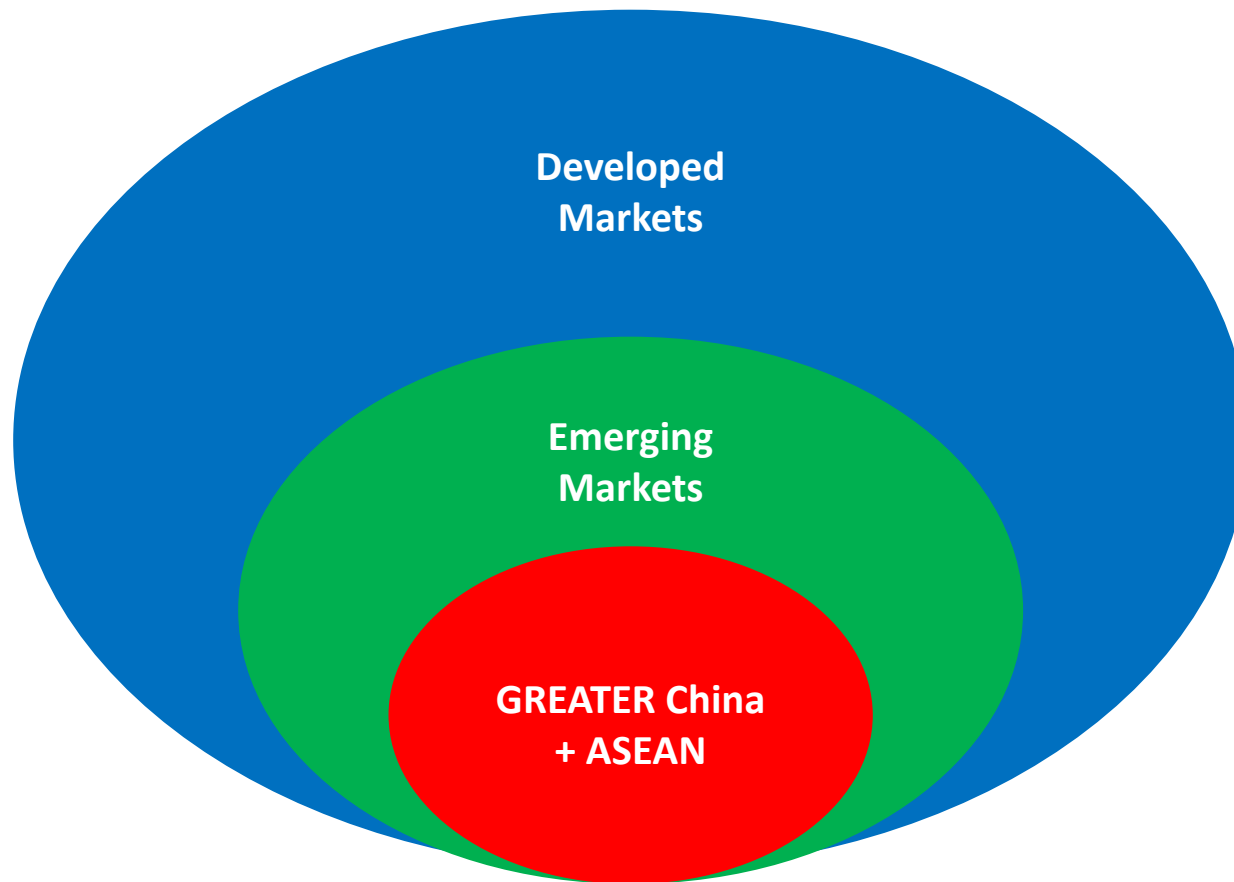 Developed
Markets
Emerging
Markets
GREATER China
+ ASEAN